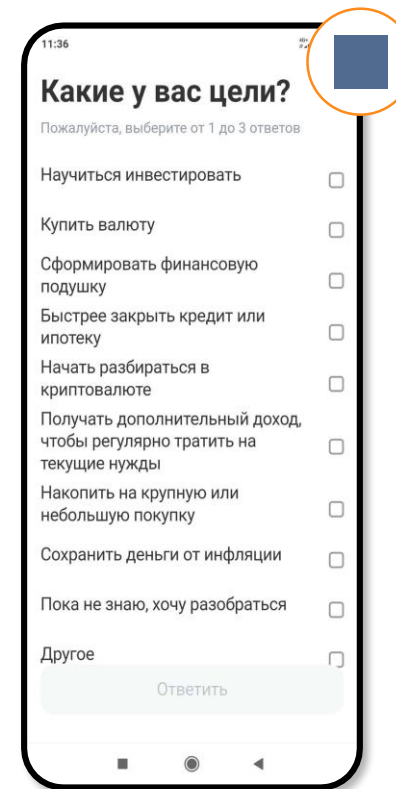 11:36
Какие у вас цели?
Пожалуйста, выберите от 1 до 3 ответов
Научиться инвестировать
Купить валюту
Сформировать финансовую
подушку
Быстрее закрыть кредит или
ипотеку
Начать разбираться в
криптовалюте
Получать дополнительный доход,
чтобы регулярно тратить на
текущие нужды
Накопить на крупную или
небольшую покупку
Сохранить деньги от инфляции
Пока не знаю, хочу разобраться
Другое
Ответить